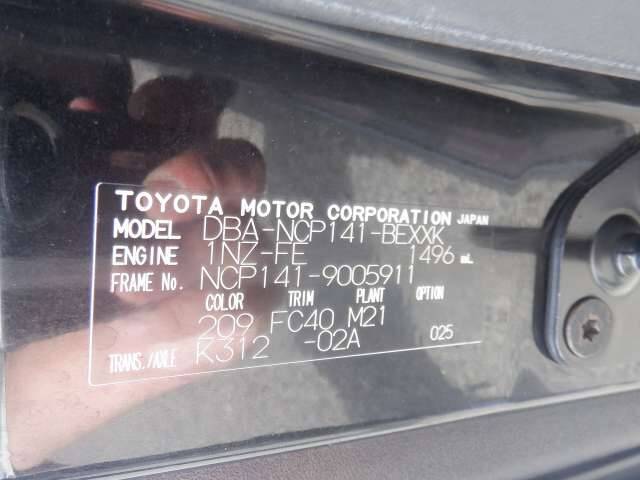 TOYOTA MOTOR CORPORATION JAPAN
MODEL DBA-NCP141-BEXXK
ENGINE 1NZ-FE 1496 mL
FRAME No. NCP141-9005911
COLOR TRIM PLANT OPTION
209 FC40 M21
TRANS./AXLE K312 -02A 025